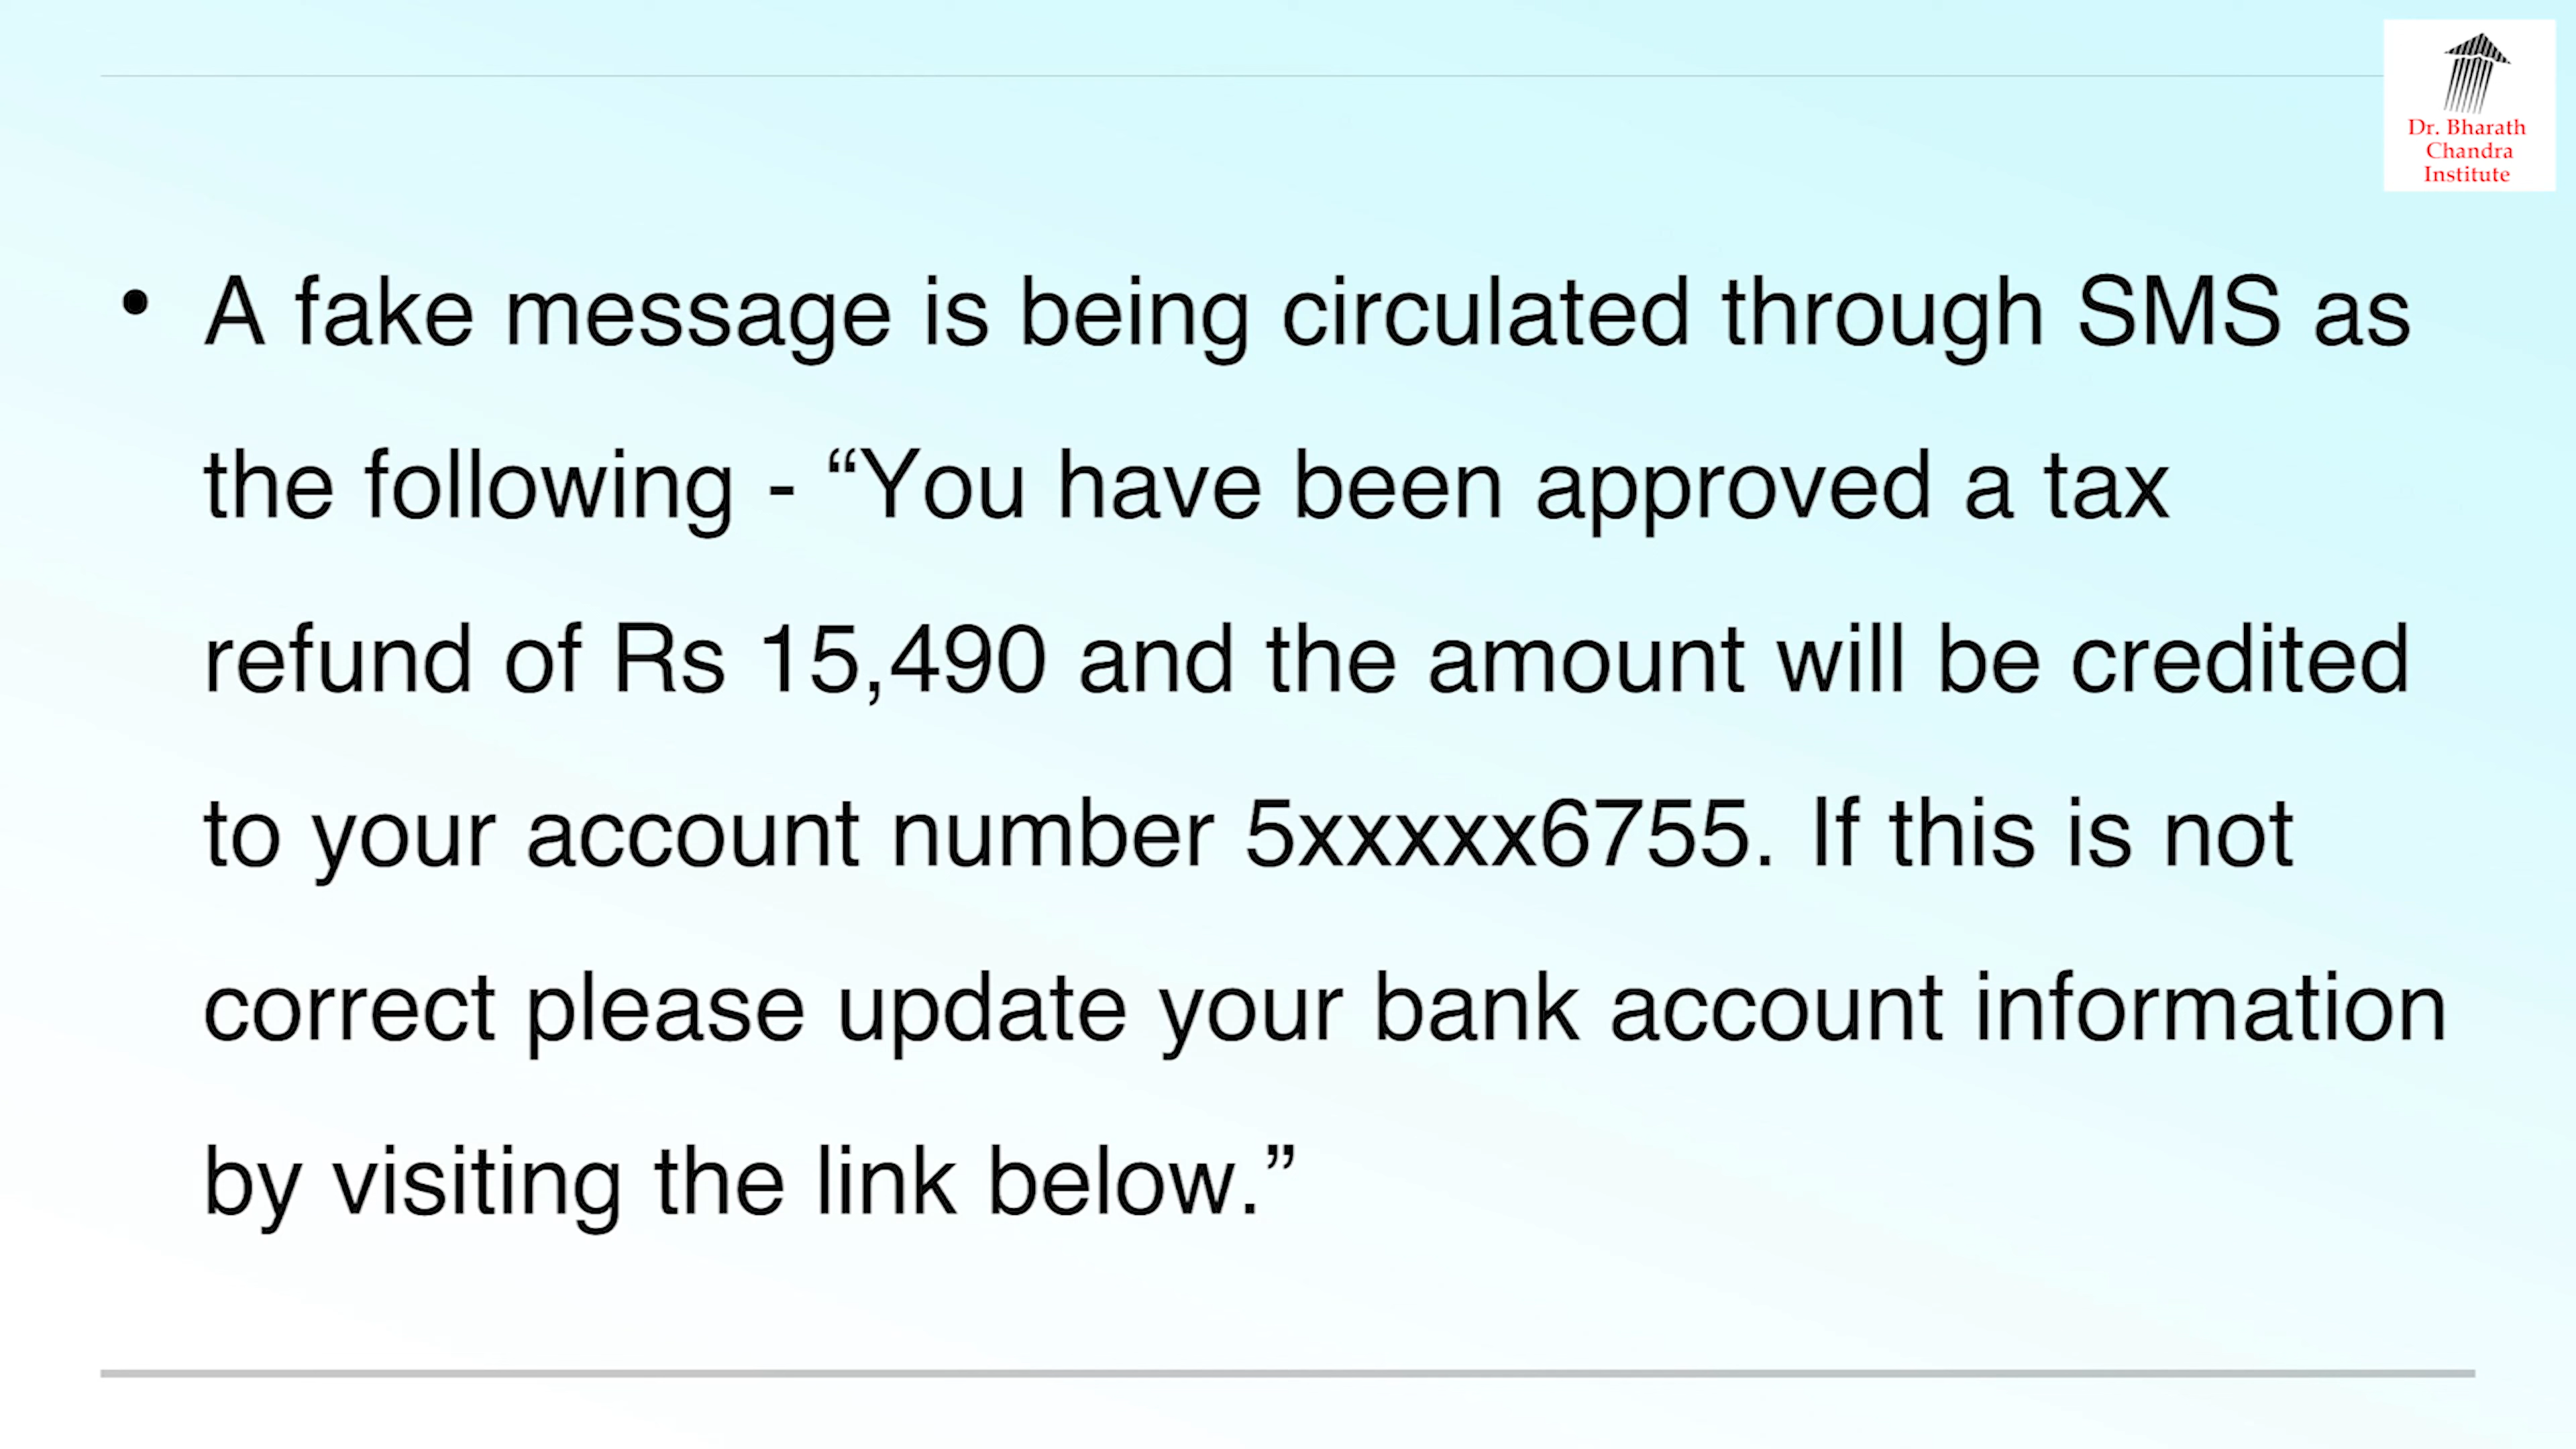 Dr. Bharath
Chandra
Institute
• A fake message is being circulated through SMS as
the following - “You have been approved a tax
refund of Rs 15,490 and the amount will be credited
to your account number 5xxxxx6755. If this is not
correct please update your bank account information
by visiting the link below.”